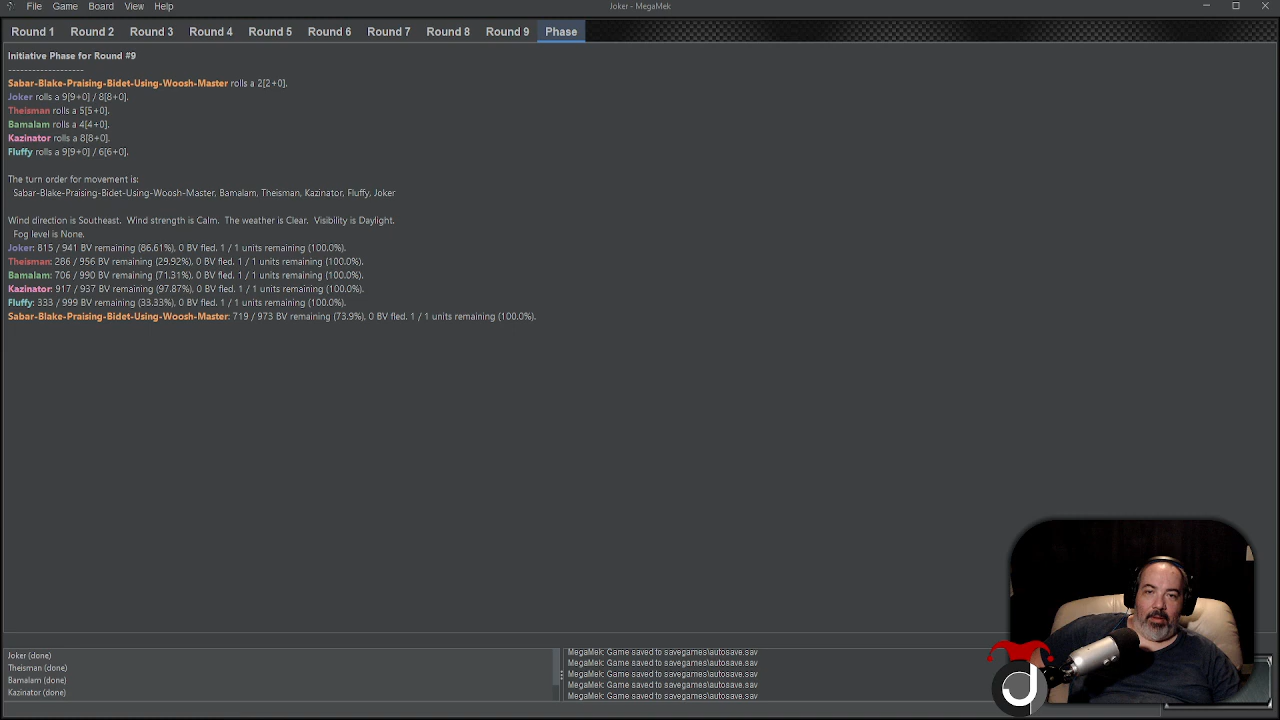 File Game Board View Help
Joker - MegaMek
Round 1 Round 2 Round 3 Round 4 Round 5 Round 6 Round 7 Round 8 Round 9 Phase
Initiative Phase for Round #9
-------------------
Sabar-Blake-Praising-Bidet-Using-Woosh-Master rolls a 2[2+0].
Joker rolls a 9[9+0] / 8[8+0].
Theisman rolls a 5[5+0].
Bamalam rolls a 4[4+0].
Kazinator rolls a 8[8+0].
Fluffy rolls a 9[9+0] / 6[6+0].
The turn order for movement is:
Sabar-Blake-Praising-Bidet-Using-Woosh-Master, Bamalam, Theisman, Kazinator, Fluffy, Joker
Wind direction is Southeast. Wind strength is Calm. The weather is Clear. Visibility is Daylight.
Fog level is None.
Joker: 815 / 941 BV remaining (86.61%), 0 BV fled. 1 / 1 units remaining (100.0%).
Theisman: 286 / 956 BV remaining (29.92%), 0 BV fled. 1 / 1 units remaining (100.0%).
Bamalam: 706 / 990 BV remaining (71.31%), 0 BV fled. 1 / 1 units remaining (100.0%).
Kazinator: 917 / 937 BV remaining (97.87%), 0 BV fled. 1 / 1 units remaining (100.0%).
Fluffy: 333 / 999 BV remaining (33.33%), 0 BV fled. 1 / 1 units remaining (100.0%).
Sabar-Blake-Praising-Bidet-Using-Woosh-Master: 719 / 973 BV remaining (73.9%), 0 BV fled. 1 / 1 units remaining (100.0%).
Joker (done)
Theisman (done)
Bamalam (done)
Kazinator (done)
MegaMek: Game saved to savegames\autosave.sav
MegaMek: Game saved to savegames\autosave.sav
MegaMek: Game saved to savegames\autosave.sav
MegaMek: Game saved to savegames\autosave.sav
MegaMek: Game saved to savegames\autosave.sav